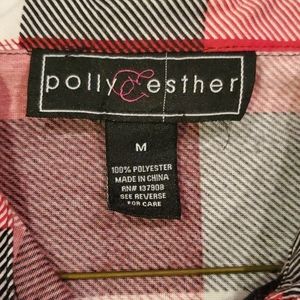 polly & esther
M
100% POLYESTER
MADE IN CHINA
RN# 137908
SEE REVERSE
FOR CARE